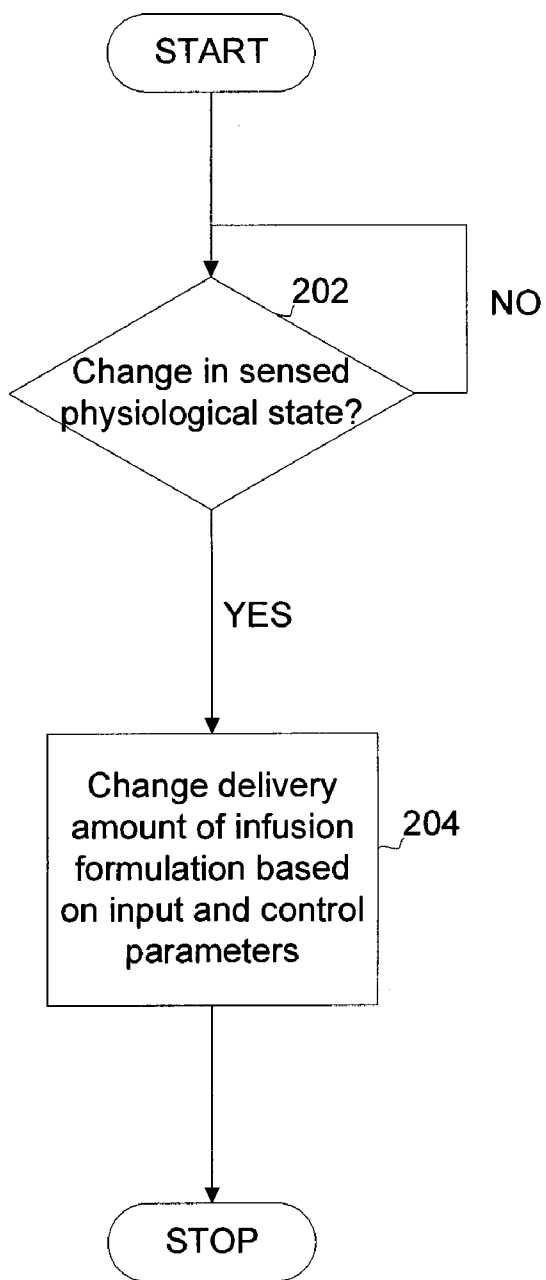 START
202
NO
Change in sensed
physiological state?
YES
Change delivery
amount of infusion
formulation based
on input and control
parameters
204
STOP